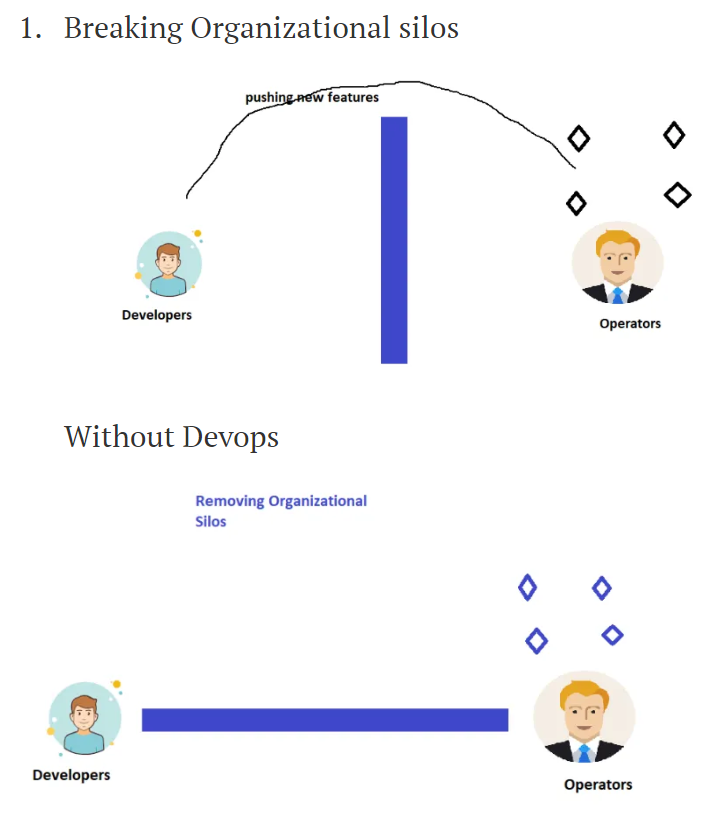 1. Breaking Organizational silos
pushing new features
Developers
Operators
Without Devops
Removing Organizational
Silos
Developers
Operators